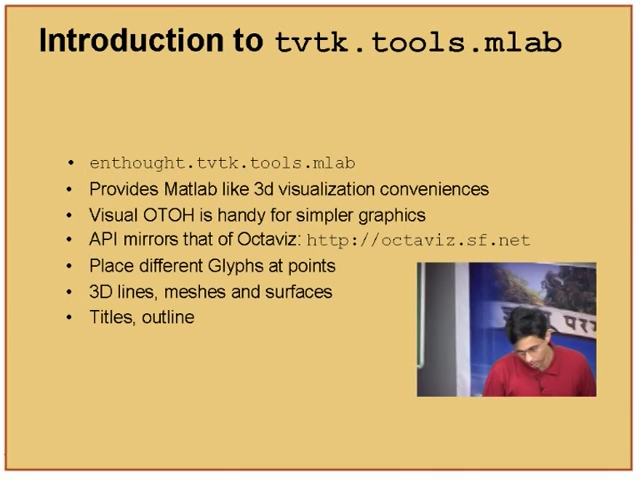 Introduction to tvtk.tools.mlab
• enthought.tvtk.tools.mlab
• Provides Matlab like 3d visualization conveniences
• Visual OTOH is handy for simpler graphics
• API mirrors that of Octaviz: http://octaviz.sf.net
• Place different Glyphs at points
• 3D lines, meshes and surfaces
• Titles, outline